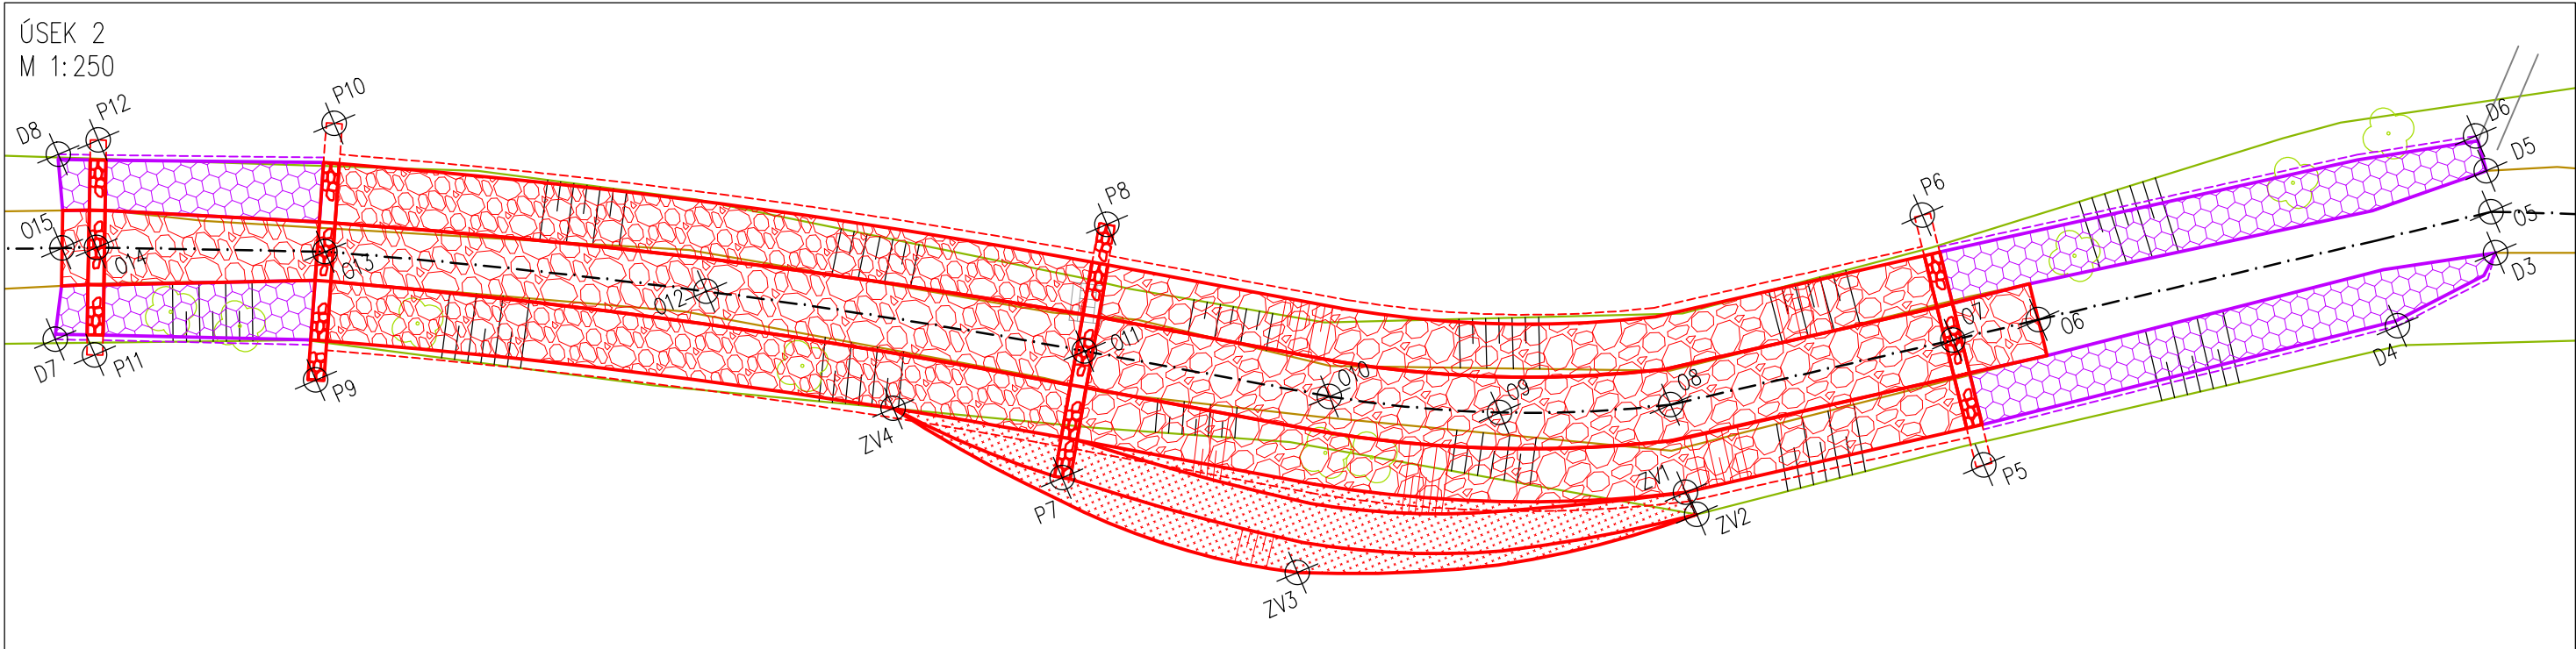 ÚSEK 2
M 1:250
P10
P12
D8
D6
D5
P6
P8
O15
O14
O13
O5
D3
O12
O7
O6
O11
D7
P11
P9
O10
O9
O8
D4
ZV4
ZV1
P5
P7
ZV2
ZV3